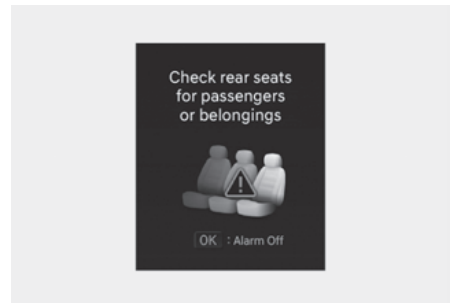 Check rear seats
for passengers
or belongings
OK : Alarm Off